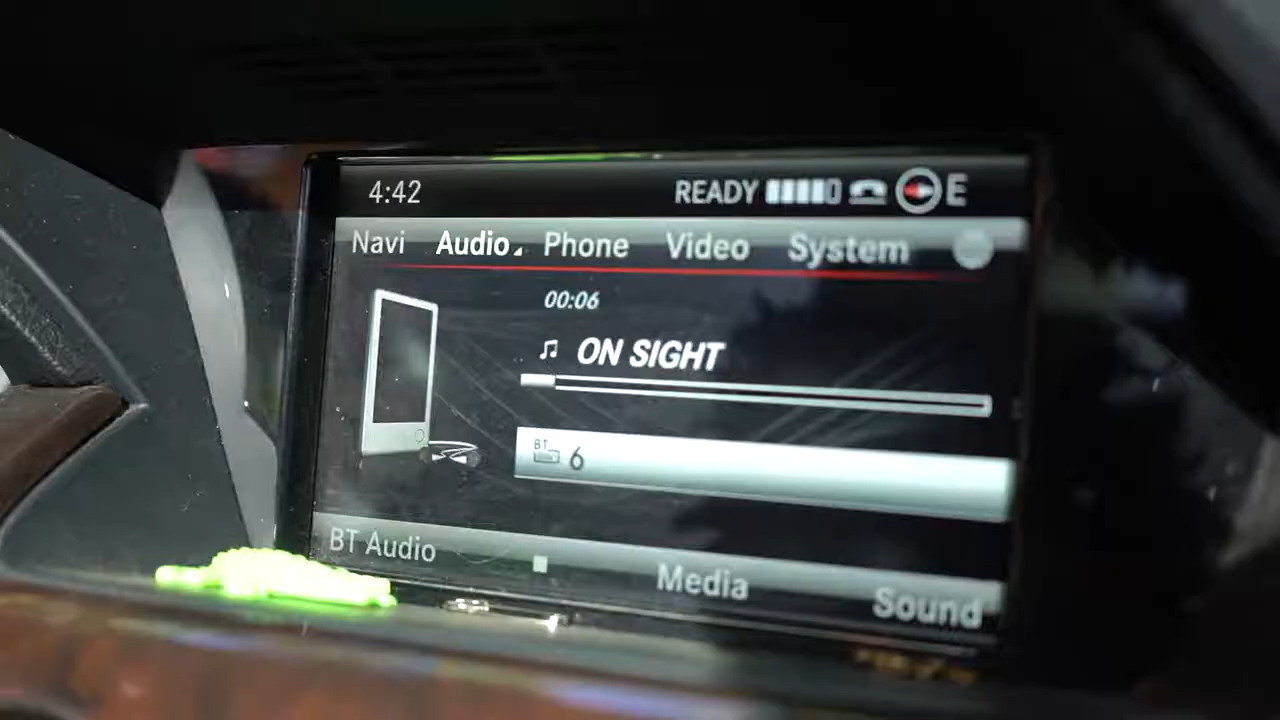 4:42 READY E
Navi Audio Phone Video System
00:06
ON SIGHT
BT 6
BT Audio Media Sound